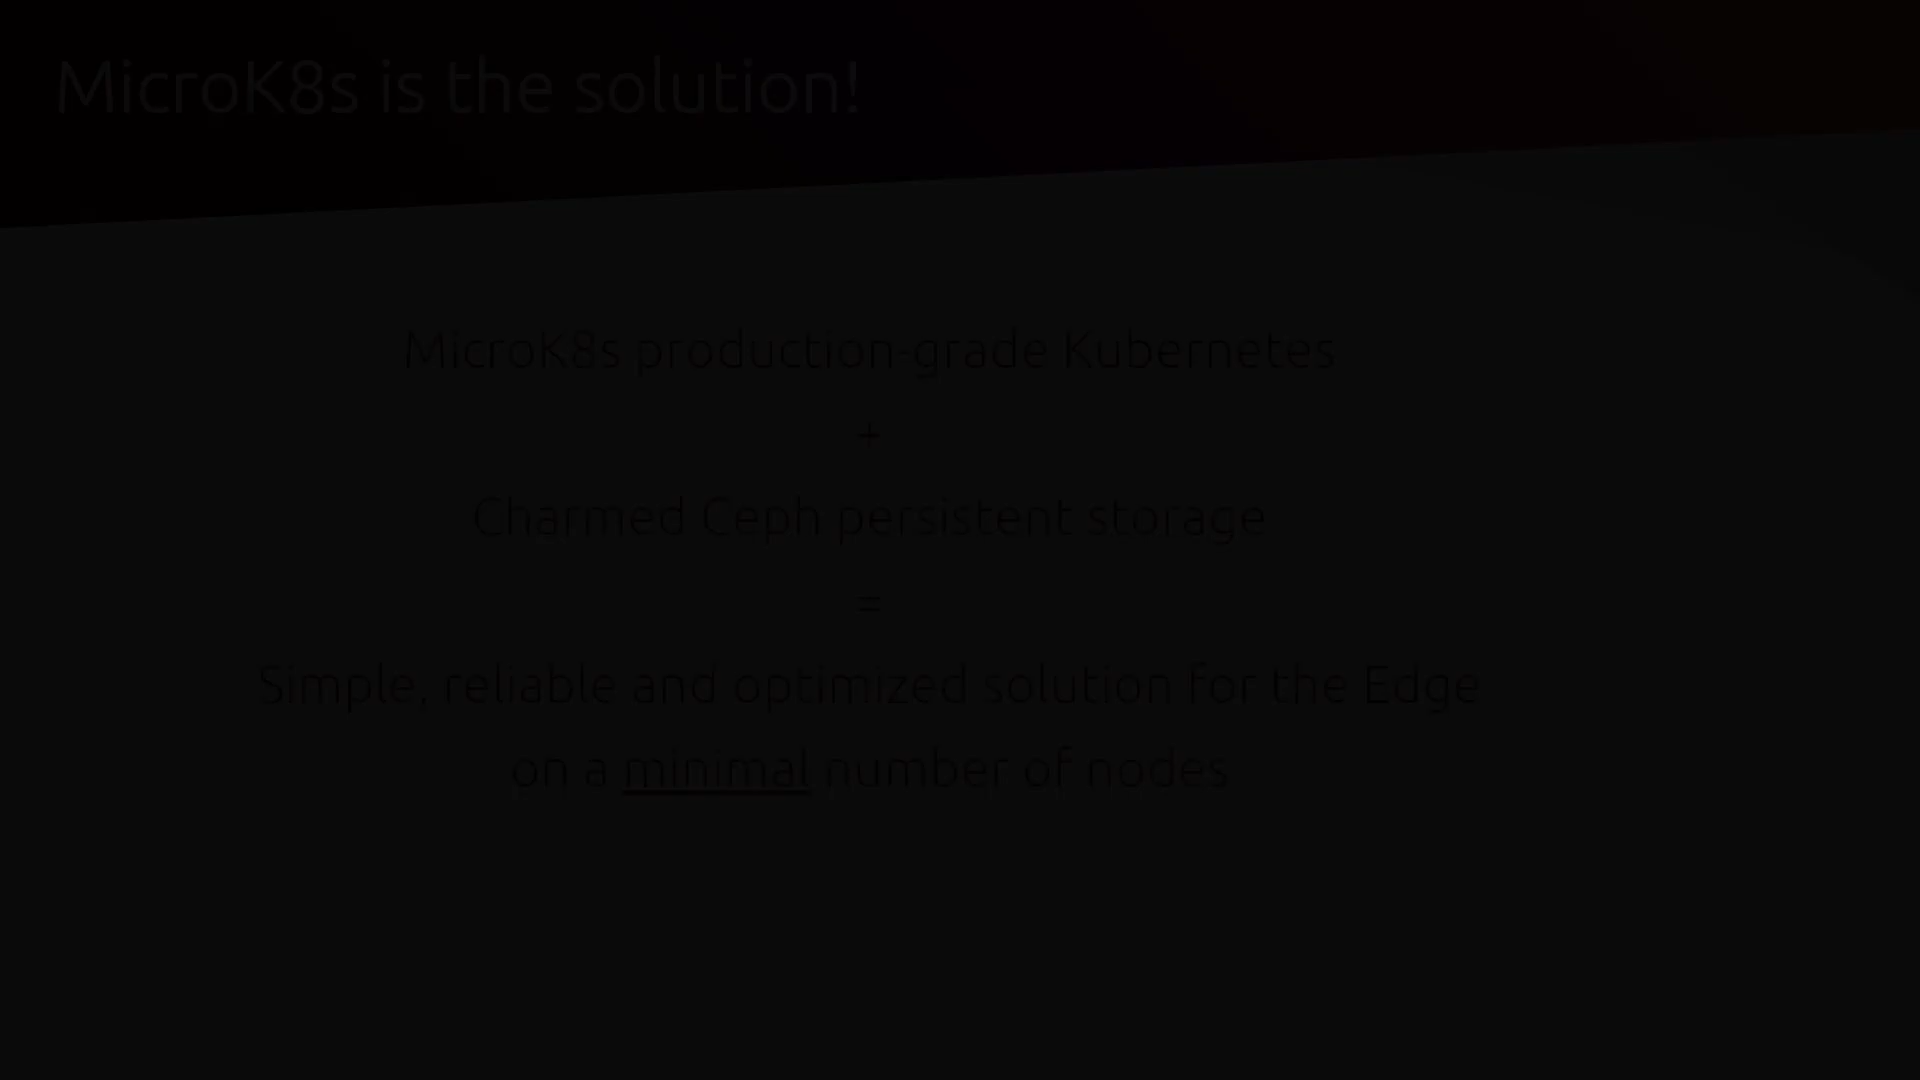 MicroK8s is the solution!
MicroK8s production-grade Kubernetes
+
Charmed Ceph persistent storage
=
Simple, reliable and optimized solution for the Edge
on a minimal number of nodes